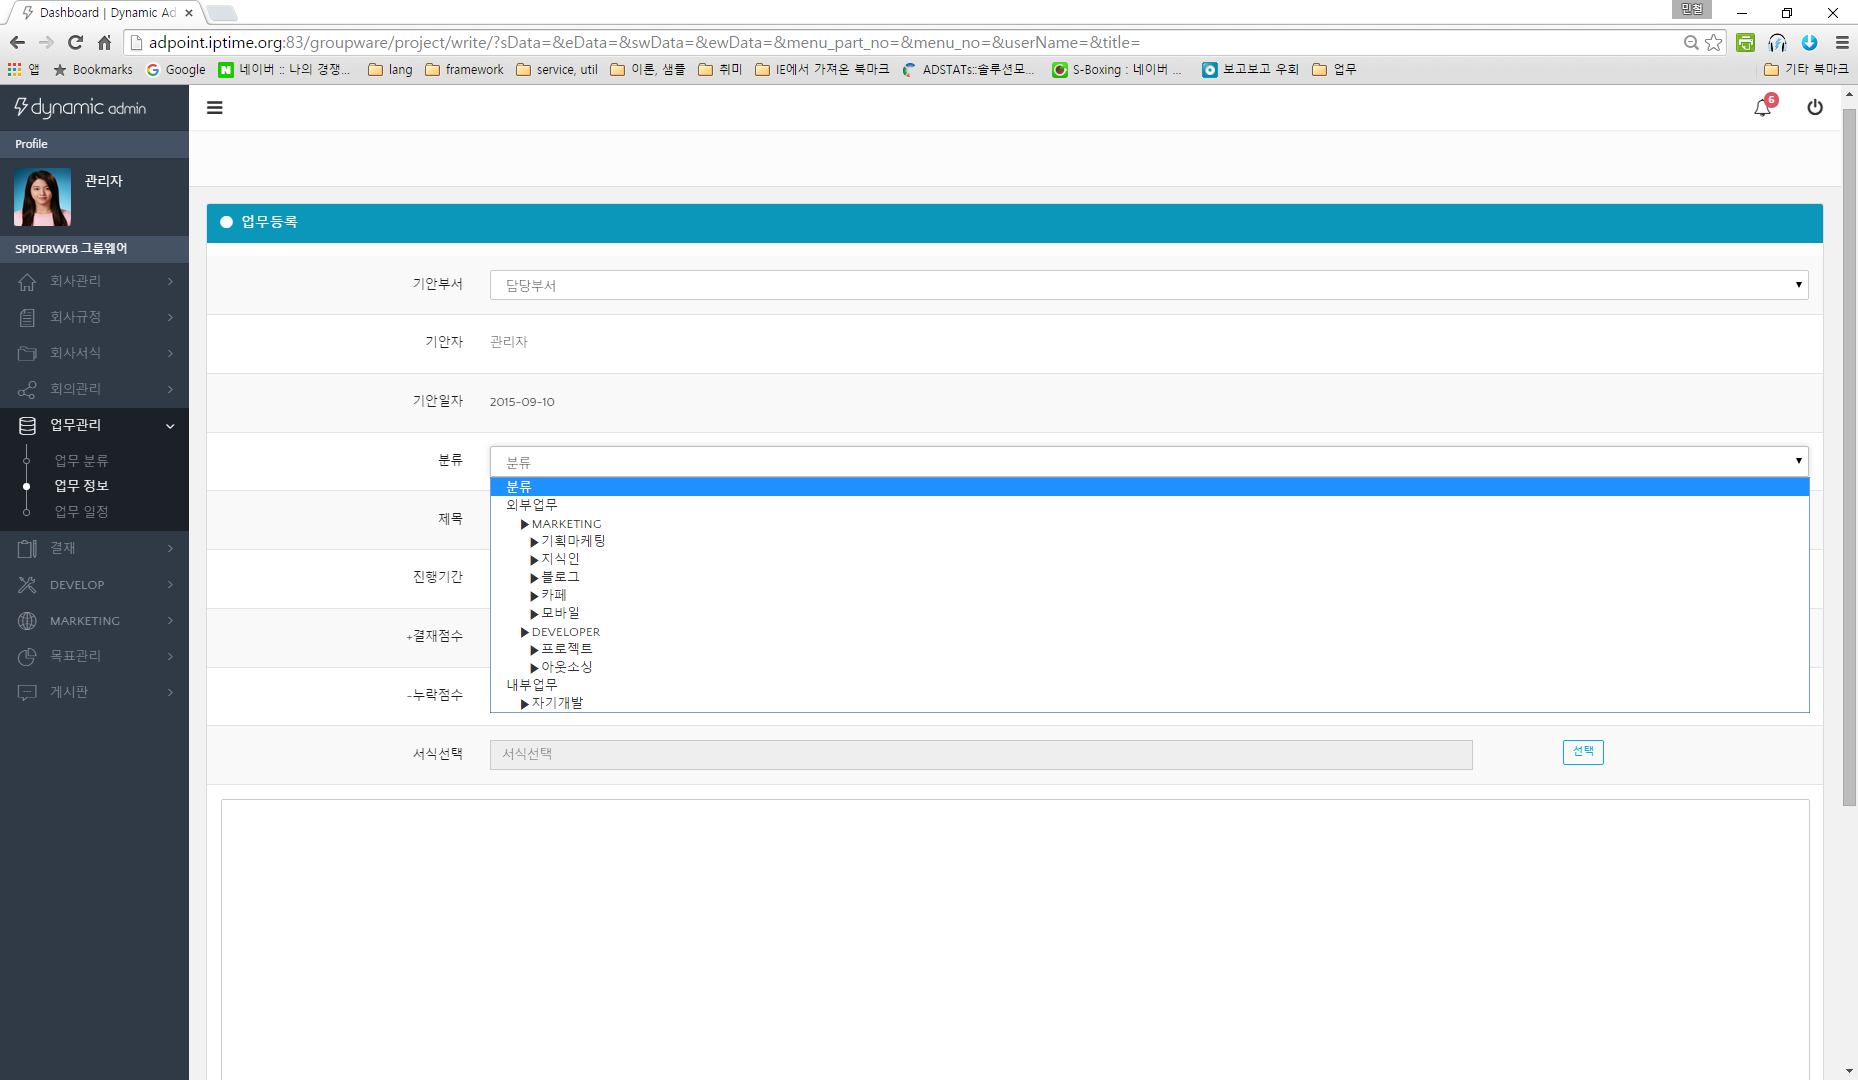 Dashboard | Dynamic Ad
민철
adpoint.iptime.org:83/groupware/project/write/?sData=&eData=&swData=&ewData=&menu_part_no=&menu_no=&userName=&title=
앱 Bookmarks Google 네이버 :: 나의 경쟁... lang framework service, util 이론, 샘플 취미 IE에서 가져온 북마크 ADSTATs::솔루션모... S-Boxing : 네이버 ... 보고보고 우회 업무 기타 북마크
dynamic admin
6
Profile
관리자
SPIDERWEB 그룹웨어
회사관리
회사규정
회사서식
회의관리
업무관리
업무 분류
업무 정보
업무 일정
결재
DEVELOP
MARKETING
목표관리
게시판
업무등록
기안부서 담당부서
기안자 관리자
기안일자 2015-09-10
분류 분류
분류
외부업무
▶MARKETING
▶기획마케팅
▶지식인
▶블로그
▶카페
▶모바일
▶DEVELOPER
▶프로젝트
▶아웃소싱
내부업무
▶자기개발
제목
진행기간
+결재점수
-누락점수
서식선택 서식선택 선택